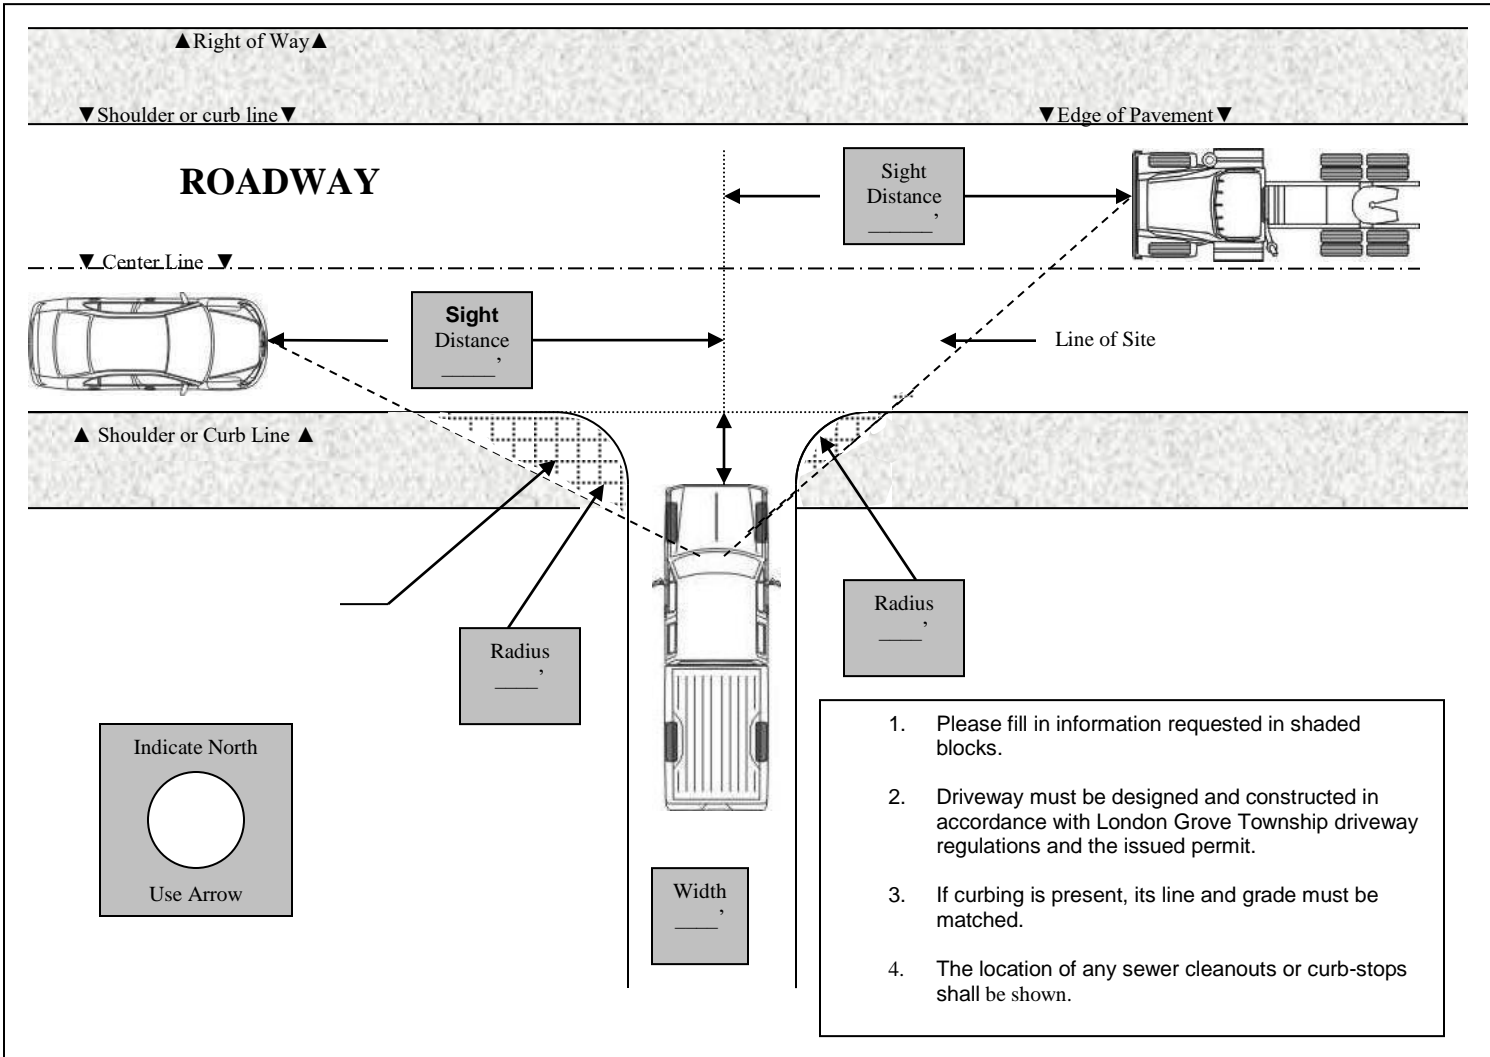 ▲Right of Way▲
▼Shoulder or curb line▼
▼Edge of Pavement▼
ROADWAY
Sight
Distance
______’
▼ Center Line ▼
Sight
Distance
_____’
Line of Site
▲ Shoulder or Curb Line ▲
Radius
____’
Radius
____’
Indicate North
Use Arrow
Width
____’
1. Please fill in information requested in shaded
blocks.
2. Driveway must be designed and constructed in
accordance with London Grove Township driveway
regulations and the issued permit.
3. If curbing is present, its line and grade must be
matched.
4. The location of any sewer cleanouts or curb-stops
shall be shown.